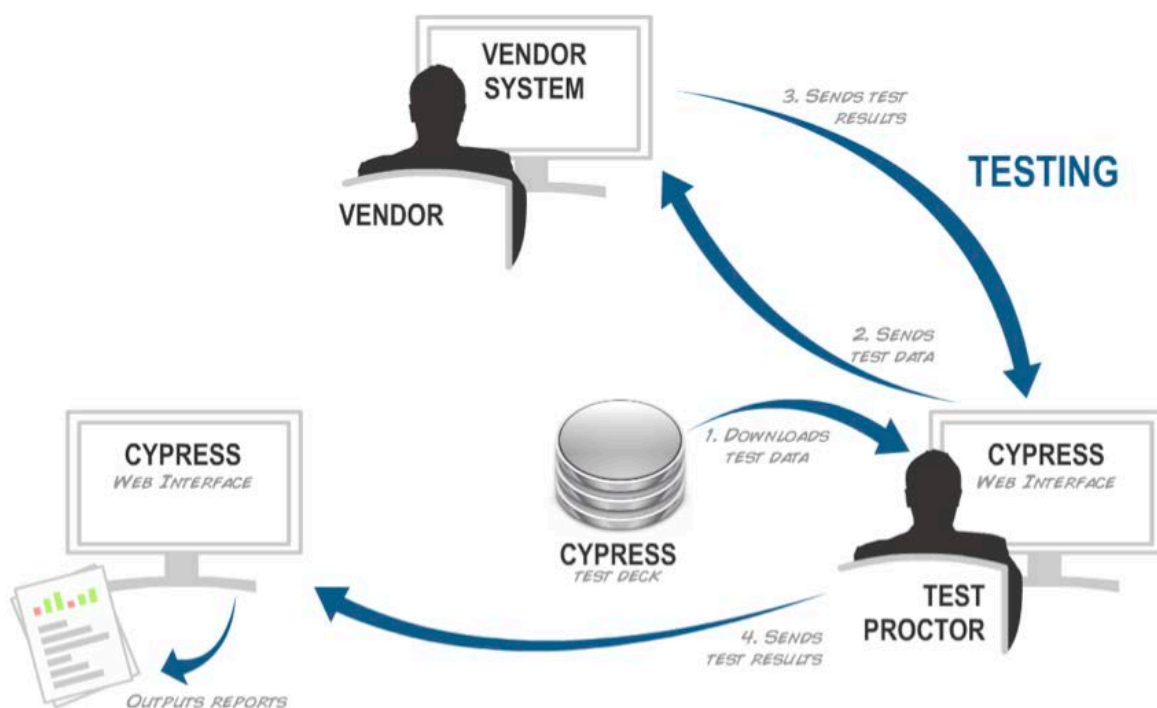 VENDOR
SYSTEM
3. SENDS TEST
RESULTS
TESTING
VENDOR
2. SENDS
TEST DATA
CYPRESS
WEB INTERFACE
1. DOWNLOADS
TEST DATA
CYPRESS
WEB INTERFACE
CYPRESS
TEST DECK
TEST
PROCTOR
4. SENDS
TEST RESULTS
OUTPUTS REPORTS